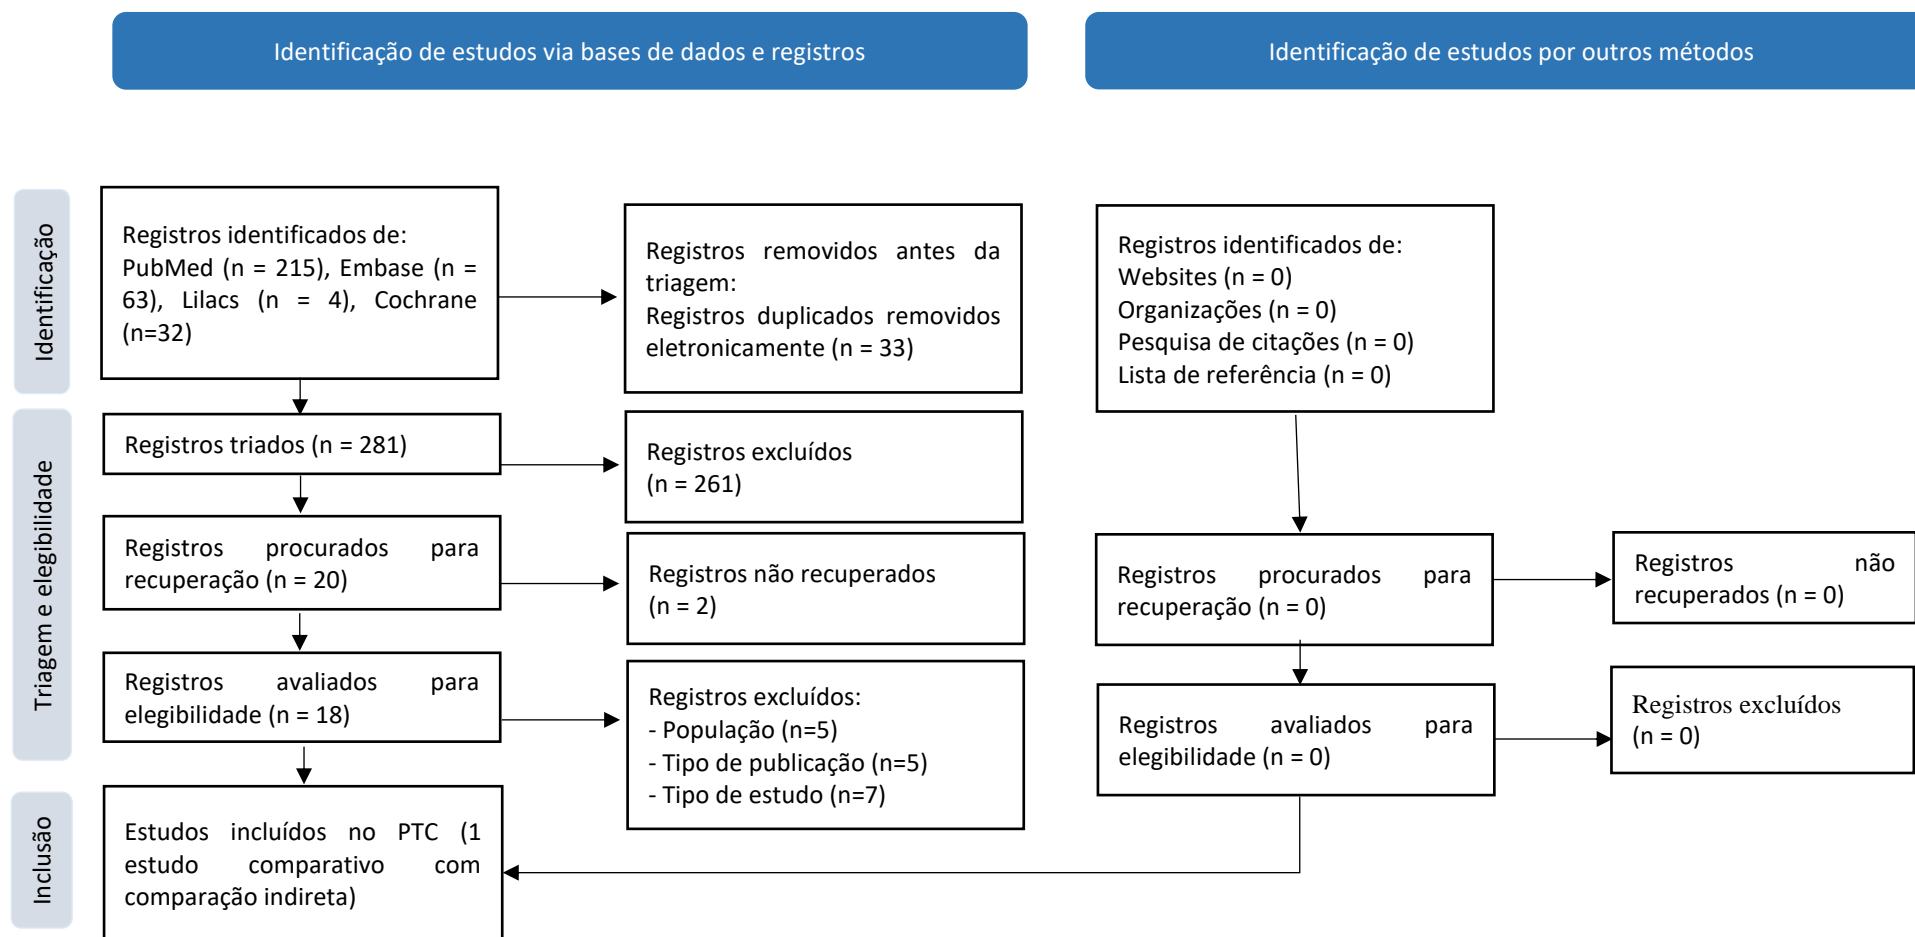 Identificação de estudos via bases de dados e registros
Identificação de estudos por outros métodos
Identificação
Registros identificados de:
PubMed (n = 215), Embase (n =
63), Lilacs (n = 4), Cochrane
(n=32)
Registros removidos antes da
triagem:
Registros duplicados removidos
eletronicamente (n = 33)
Registros identificados de:
Websites (n = 0)
Organizações (n = 0)
Pesquisa de citações (n = 0)
Lista de referência (n = 0)
Triagem e elegibilidade
Registros triados (n = 281)
Registros excluídos
(n = 261)
Registros procurados para
recuperação (n = 20)
Registros não recuperados
(n = 2)
Registros procurados para
recuperação (n = 0)
Registros não
recuperados (n = 0)
Registros avaliados para
elegibilidade (n = 18)
Registros excluídos:
- População (n=5)
- Tipo de publicação (n=5)
- Tipo de estudo (n=7)
Registros avaliados para
elegibilidade (n = 0)
Registros excluídos
(n = 0)
Inclusão
Estudos incluídos no PTC (1
estudo comparativo com
comparação indireta)